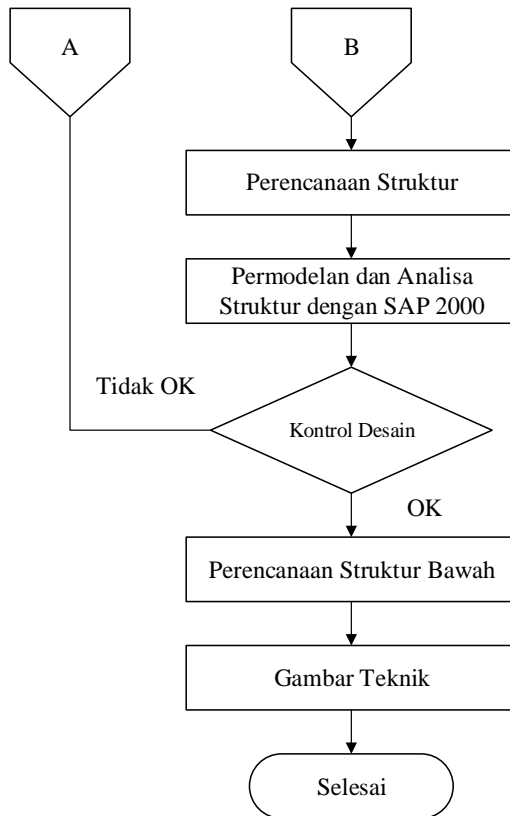 A
B
Perencanaan Struktur
Permodelan dan Analisa
Struktur dengan SAP 2000
Tidak OK
Kontrol Desain
OK
Perencanaan Struktur Bawah
Gambar Teknik
Selesai